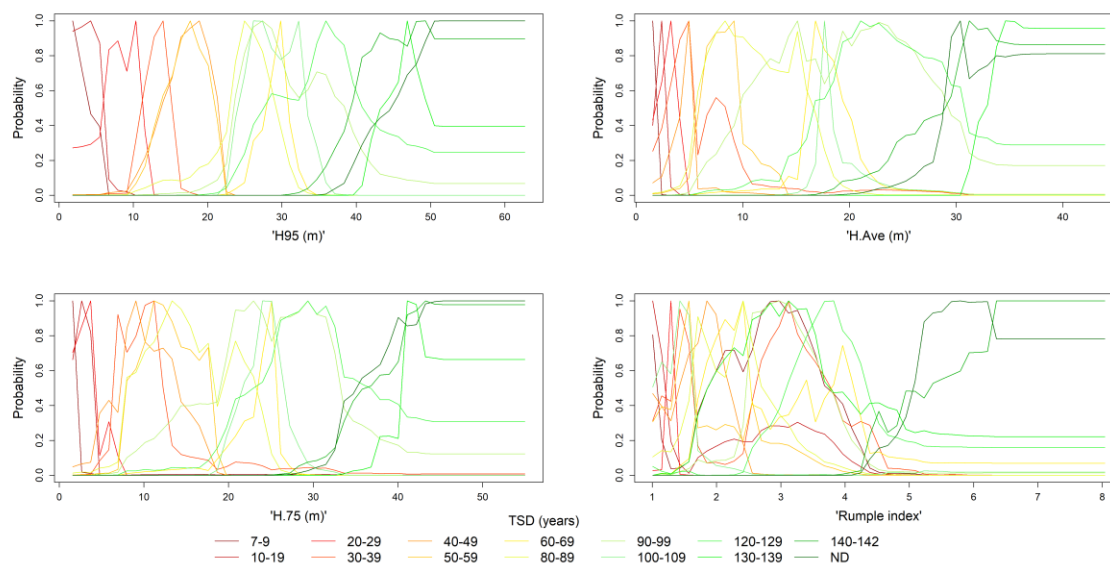 Probability
1.0
0.8
0.6
0.4
0.2
0.0
0 10 20 30 40 50 60
'H95 (m)'
Probability
1.0
0.8
0.6
0.4
0.2
0.0
0 10 20 30 40
'H.Ave (m)'
Probability
1.0
0.8
0.6
0.4
0.2
0.0
0 10 20 30 40 50
'H.75 (m)'
Probability
1.0
0.8
0.6
0.4
0.2
0.0
1 2 3 4 5 6 7 8
'Rumple index'
TSD (years)
7-9 20-29 40-49 60-69 90-99 120-129 140-142
10-19 30-39 50-59 80-89 100-109 130-139 ND